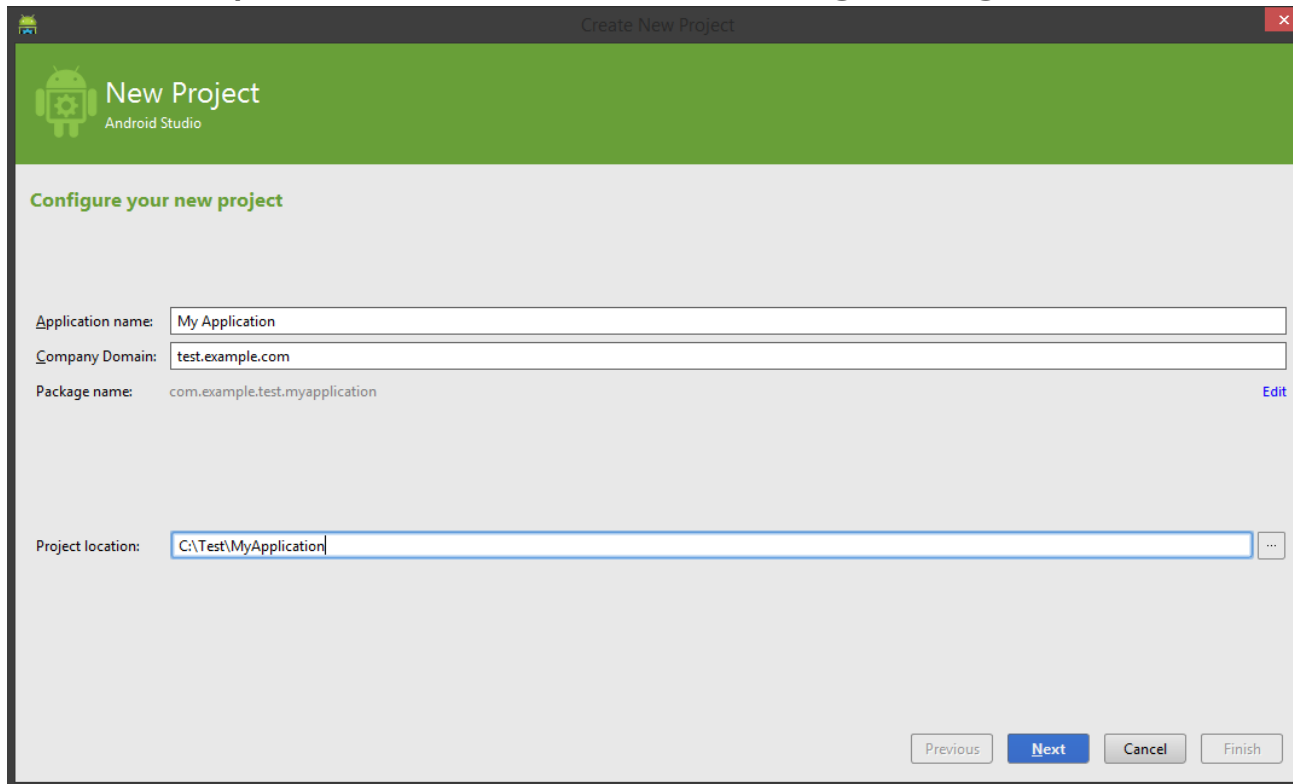 Create New Project
New Project
Android Studio
Configure your new project
Application name: My Application
Company Domain: test.example.com
Package name: com.example.test.myapplication Edit
Project location: C:\Test\MyApplication ...
Previous Next Cancel Finish